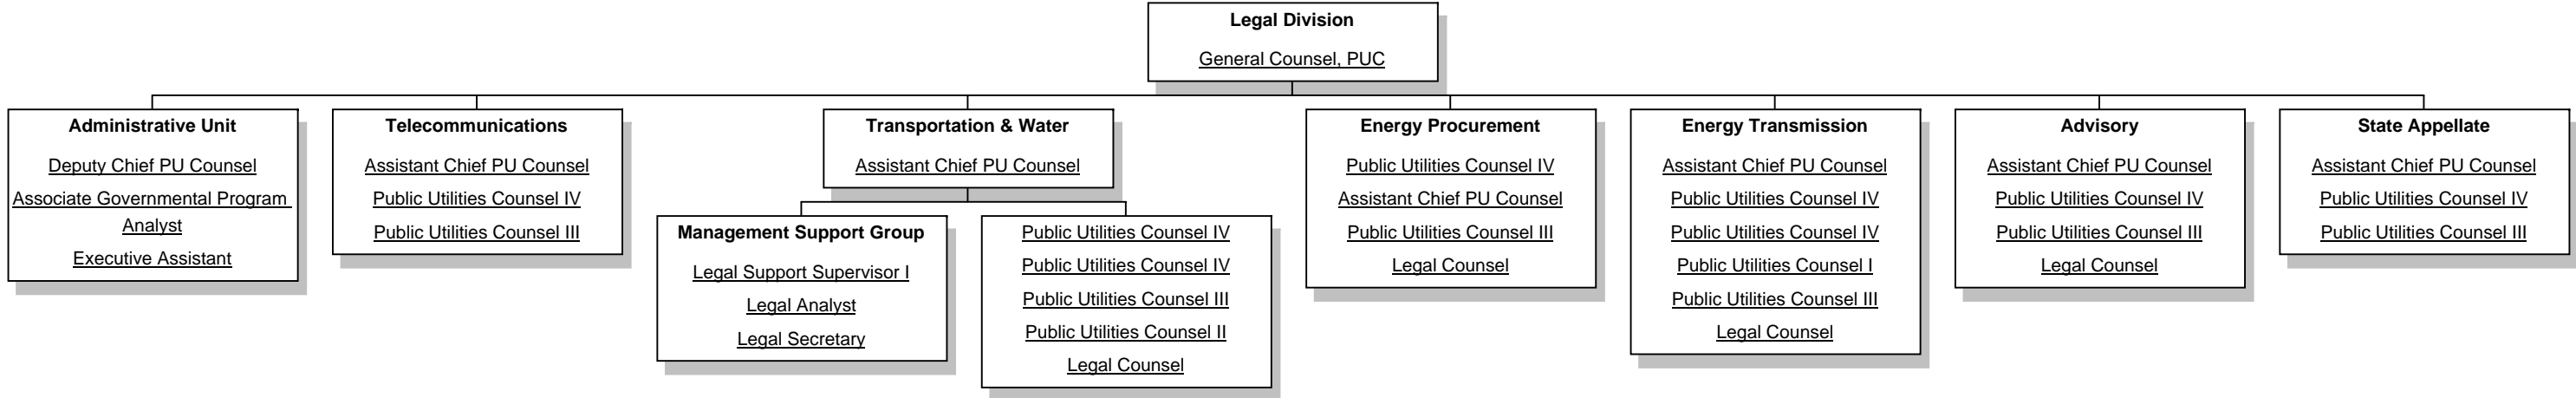 Legal Division
General Counsel, PUC
Administrative Unit
Deputy Chief PU Counsel
Associate Governmental Program
Analyst
Executive Assistant
Telecommunications
Assistant Chief PU Counsel
Public Utilities Counsel IV
Public Utilities Counsel III
Transportation & Water
Assistant Chief PU Counsel
Management Support Group
Legal Support Supervisor I
Legal Analyst
Legal Secretary
Public Utilities Counsel IV
Public Utilities Counsel IV
Public Utilities Counsel III
Public Utilities Counsel II
Legal Counsel
Energy Procurement
Public Utilities Counsel IV
Assistant Chief PU Counsel
Public Utilities Counsel III
Legal Counsel
Energy Transmission
Assistant Chief PU Counsel
Public Utilities Counsel IV
Public Utilities Counsel IV
Public Utilities Counsel I
Public Utilities Counsel III
Legal Counsel
Advisory
Assistant Chief PU Counsel
Public Utilities Counsel IV
Public Utilities Counsel III
Legal Counsel
State Appellate
Assistant Chief PU Counsel
Public Utilities Counsel IV
Public Utilities Counsel III